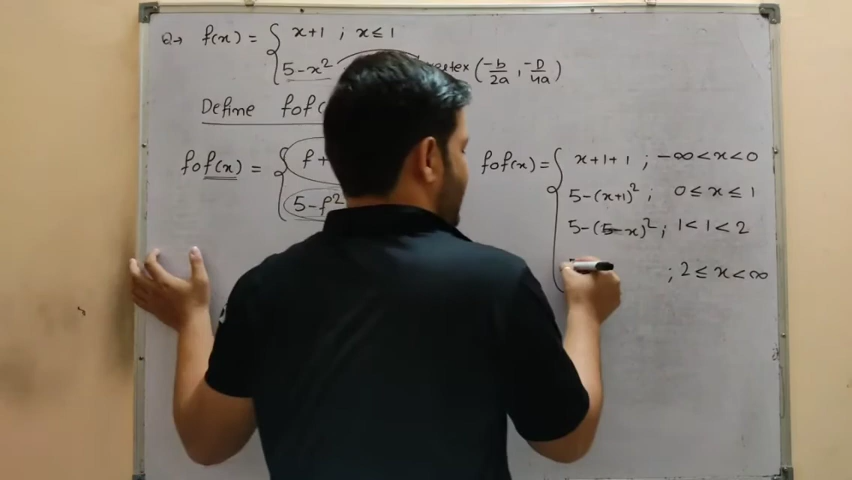 Q→ f(x) = { x+1 ; x ≤ 1
5-x² vertex (-b/2a , -D/4a)
Define fof(
fof(x) = { f+
5-f²
fof(x) = { x+1+1 ; -∞<x<0
5-(x+1)² ; 0≤x≤1
5-(5-x)² ; 1<1<2
; 2≤x<∞